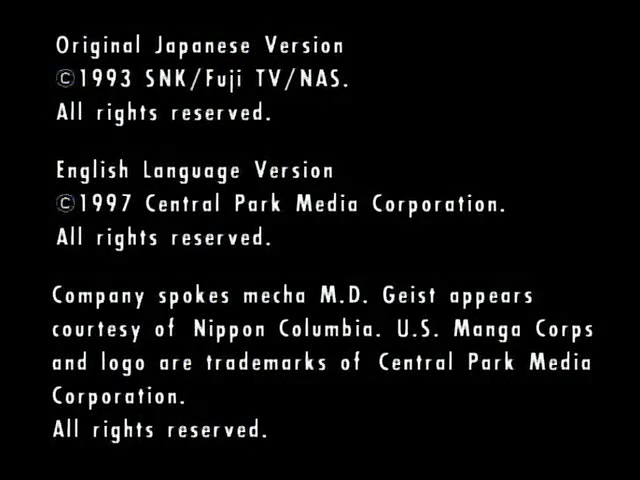 Original Japanese Version
©1993 SNK/Fuji TV/NAS.
All rights reserved.
English Language Version
©1997 Central Park Media Corporation.
All rights reserved.
Company spokes mecha M.D. Geist appears
courtesy of Nippon Columbia. U.S. Manga Corps
and logo are trademarks of Central Park Media
Corporation.
All rights reserved.